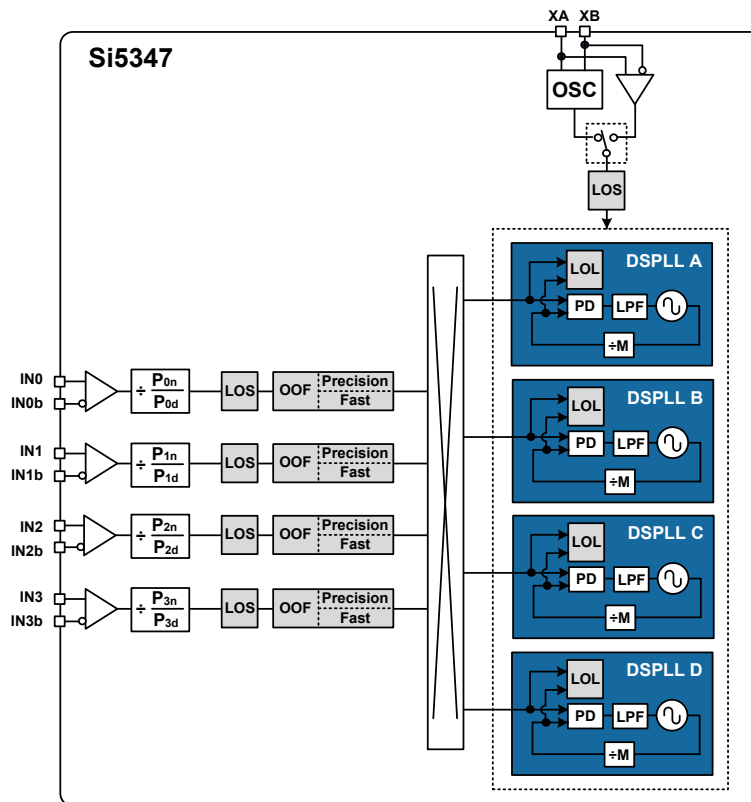 XA XB
Si5347
OSC
LOS
DSPLL A
LOL
PD LPF
÷M
IN0
IN0b
÷ P0n
P0d
LOS OOF Precision
Fast
DSPLL B
LOL
PD LPF
÷M
IN1
IN1b
÷ P1n
P1d
LOS OOF Precision
Fast
IN2
IN2b
÷ P2n
P2d
LOS OOF Precision
Fast
DSPLL C
LOL
PD LPF
÷M
IN3
IN3b
÷ P3n
P3d
LOS OOF Precision
Fast
DSPLL D
LOL
PD LPF
÷M